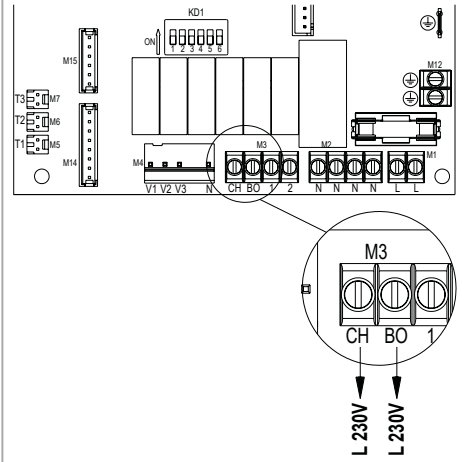 KD1
ON
1 2 3 4 5 6
M15
M12
T3 M7
T2 M6
T1 M5
M14
M4 M3 M2 M1
V1 V2 V3 N CH BO 1 2 N N N N L L
M3
CH BO 1
L 230V L 230V